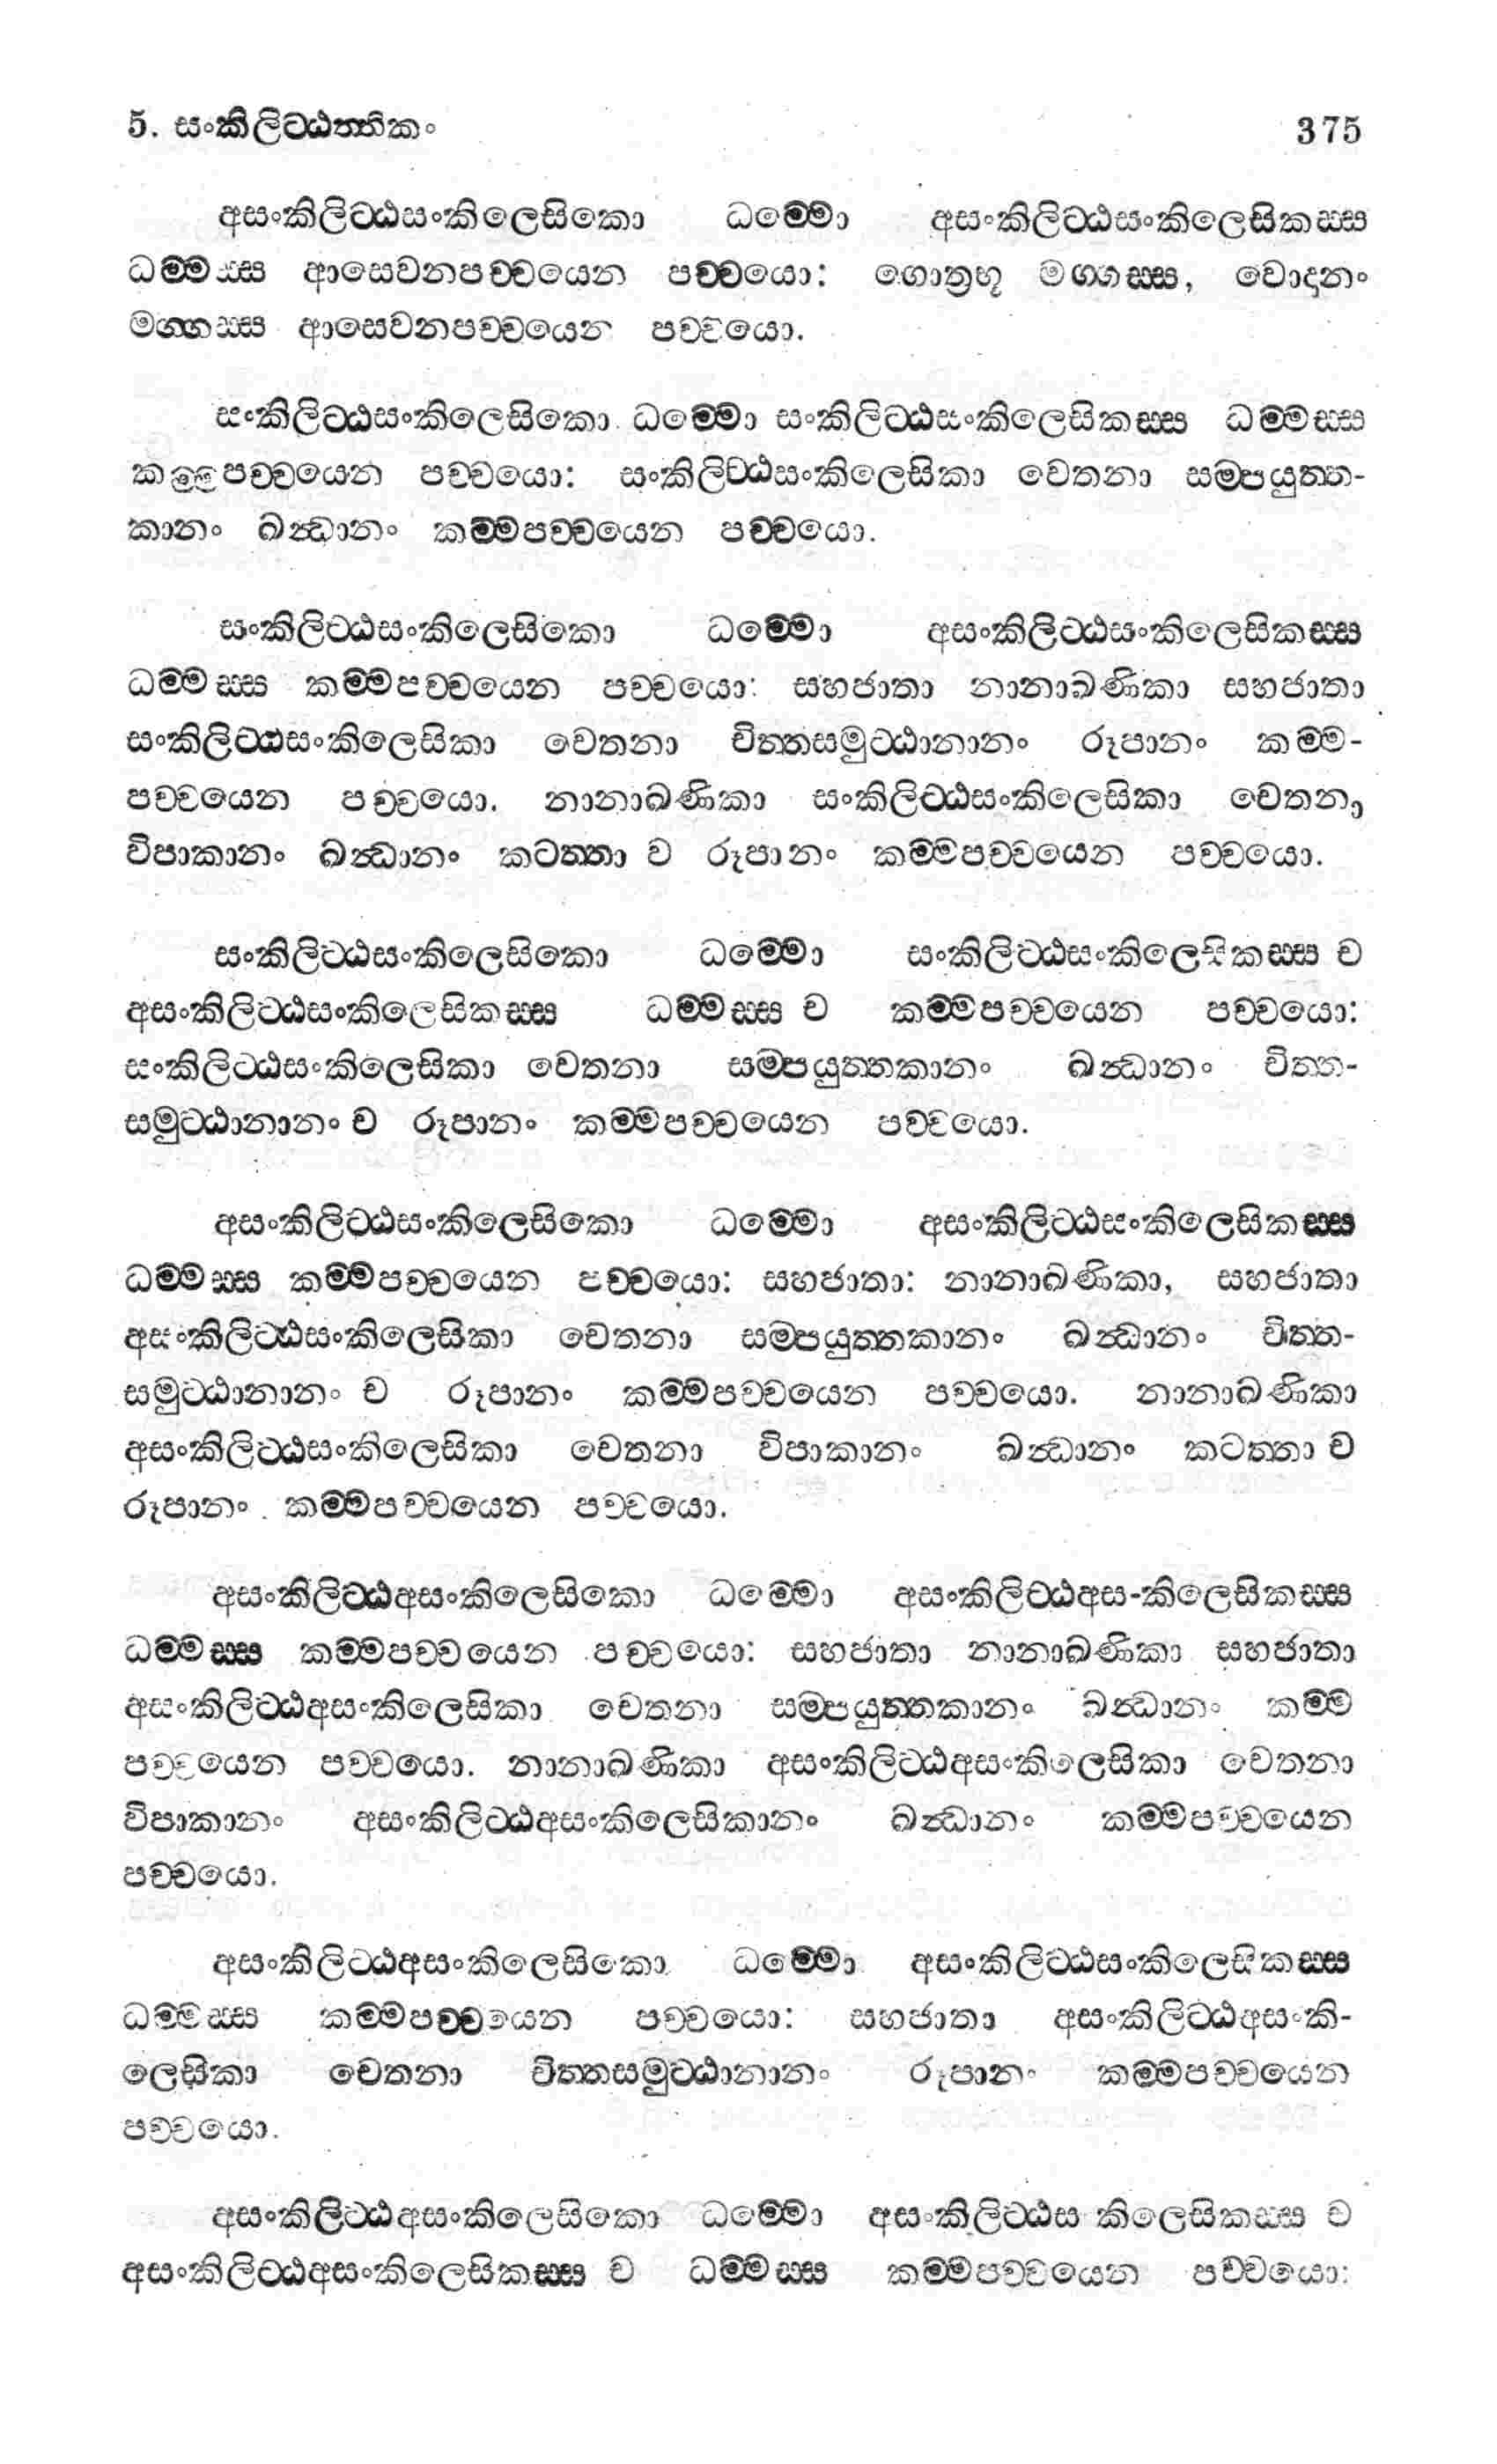 5. සංකිලිට්ඨත්තිකං 375
අසංකිලිට්ඨසංකිලෙසිකො ධම්මො අසංකිලිට්ඨසංකිලෙසිකස්ස
ධම්මස්ස ආසෙවනපච්චයෙන පච්චයො: ගොත්‍රභූ මග්ගස්ස, වොදානං
මග්ගස්ස ආසෙවනපච්චයෙන පච්චයො.
සංකිලිට්ඨසංකිලෙසිකො ධම්මො සංකිලිට්ඨසංකිලෙසිකස්ස ධම්මස්ස
කම්මපච්චයෙන පච්චයො: සංකිලිට්ඨසංකිලෙසිකා චෙතනා සම්පයුත්ත-
කානං ඛන්ධානං කම්මපච්චයෙන පච්චයො.
සංකිලිට්ඨසංකිලෙසිකො ධම්මො අසංකිලිට්ඨසංකිලෙසිකස්ස
ධම්මස්ස කම්මපච්චයෙන පච්චයො: සහජාතා නානාඛණිකා සහජාතා
සංකිලිට්ඨසංකිලෙසිකා චෙතනා චිත්තසමුට්ඨානානං රූපානං කම්ම-
පච්චයෙන පච්චයො. නානාඛණිකා සංකිලිට්ඨසංකිලෙසිකා චෙතනා
විපාකානං ඛන්ධානං කටත්තා ච රූපානං කම්මපච්චයෙන පච්චයො.
සංකිලිට්ඨසංකිලෙසිකො ධම්මො සංකිලිට්ඨසංකිලෙසිකස්ස ච
අසංකිලිට්ඨසංකිලෙසිකස්ස ධම්මස්ස ච කම්මපච්චයෙන පච්චයො:
සංකිලිට්ඨසංකිලෙසිකා චෙතනා සම්පයුත්තකානං ඛන්ධානං චිත්ත-
සමුට්ඨානානං ච රූපානං කම්මපච්චයෙන පච්චයො.
අසංකිලිට්ඨසංකිලෙසිකො ධම්මො අසංකිලිට්ඨසංකිලෙසිකස්ස
ධම්මස්ස කම්මපච්චයෙන පච්චයො: සහජාතා: නානාඛණිකා, සහජාතා
අසංකිලිට්ඨසංකිලෙසිකා චෙතනා සම්පයුත්තකානං ඛන්ධානං චිත්ත-
සමුට්ඨානානං ච රූපානං කම්මපච්චයෙන පච්චයො. නානාඛණිකා
අසංකිලිට්ඨසංකිලෙසිකා චෙතනා විපාකානං ඛන්ධානං කටත්තා ච
රූපානං කම්මපච්චයෙන පච්චයො.
අසංකිලිට්ඨඅසංකිලෙසිකො ධම්මො අසංකිලිට්ඨඅසංකිලෙසිකස්ස
ධම්මස්ස කම්මපච්චයෙන පච්චයො: සහජාතා නානාඛණිකා සහජාතා
අසංකිලිට්ඨඅසංකිලෙසිකා චෙතනා සම්පයුත්තකානං ඛන්ධානං කම්ම
පච්චයෙන පච්චයො. නානාඛණිකා අසංකිලිට්ඨඅසංකිලෙසිකා චෙතනා
විපාකානං අසංකිලිට්ඨඅසංකිලෙසිකානං ඛන්ධානං කම්මපච්චයෙන
පච්චයො.
අසංකිලිට්ඨඅසංකිලෙසිකො ධම්මො අසංකිලිට්ඨසංකිලෙසිකස්ස
ධම්මස්ස කම්මපච්චයෙන පච්චයො: සහජාතා අසංකිලිට්ඨඅසංකි-
ලෙසිකා චෙතනා චිත්තසමුට්ඨානානං රූපානං කම්මපච්චයෙන
පච්චයො.
අසංකිලිට්ඨඅසංකිලෙසිකො ධම්මො අසංකිලිට්ඨසංකිලෙසිකස්ස ච
අසංකිලිට්ඨඅසංකිලෙසිකස්ස ච ධම්මස්ස කම්මපච්චයෙන පච්චයො: